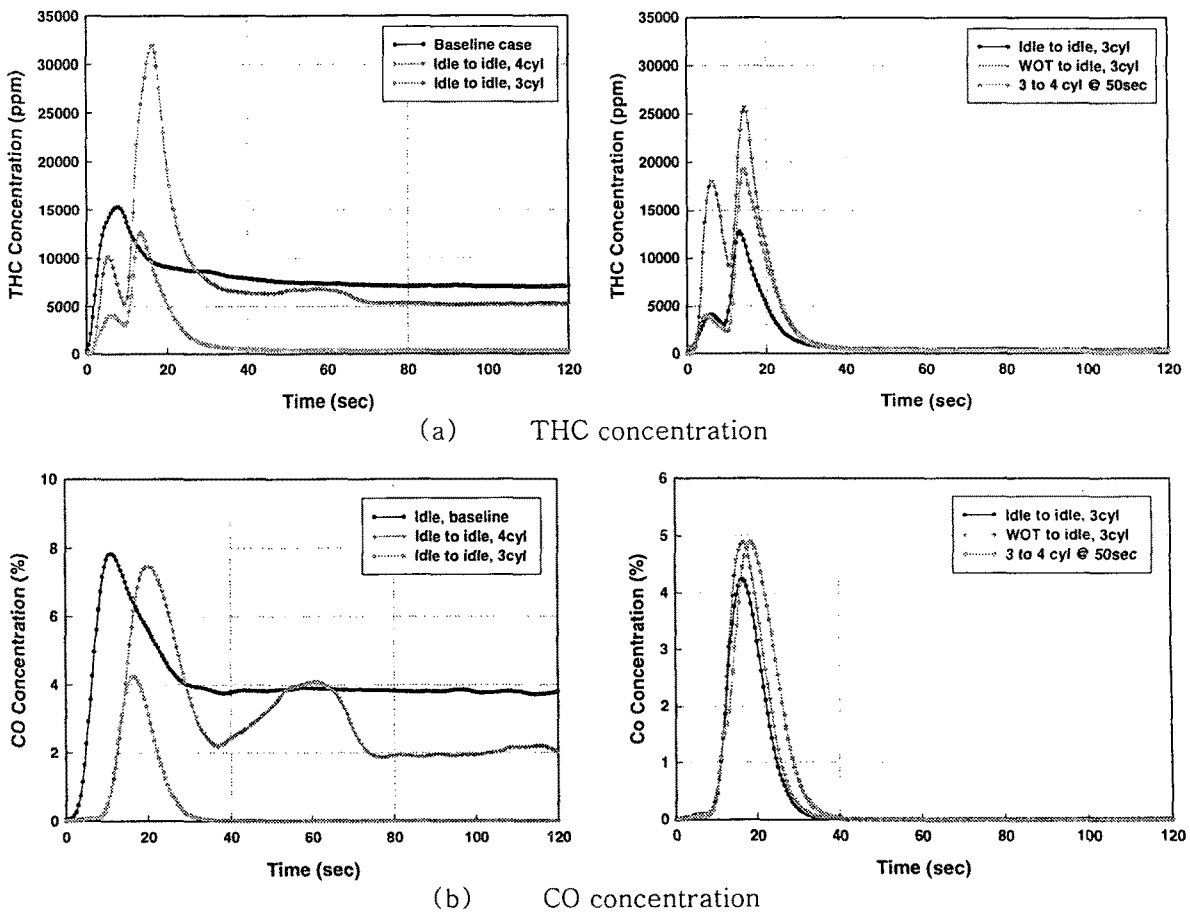 35000
30000
25000
20000
15000
10000
5000
0
THC Concentration (ppm)
Baseline case
Idle to idle, 4cyl
Idle to idle, 3cyl
0 20 40 60 80 100 120
Time (sec)
35000
30000
25000
20000
15000
10000
5000
0
THC Concentration (ppm)
Idle to idle, 3cyl
WOT to idle, 3cyl
3 to 4 cyl @ 50sec
0 20 40 60 80 100 120
Time (sec)
(a) THC concentration
10
8
6
4
2
0
CO Concentration (%)
Idle, baseline
Idle to idle, 4cyl
Idle to idle, 3cyl
0 20 40 60 80 100 120
Time (sec)
6
5
4
3
2
1
0
Co Concentration (%)
Idle to idle, 3cyl
WOT to idle, 3cyl
3 to 4 cyl @ 50sec
0 20 40 60 80 100 120
Time (sec)
(b) CO concentration